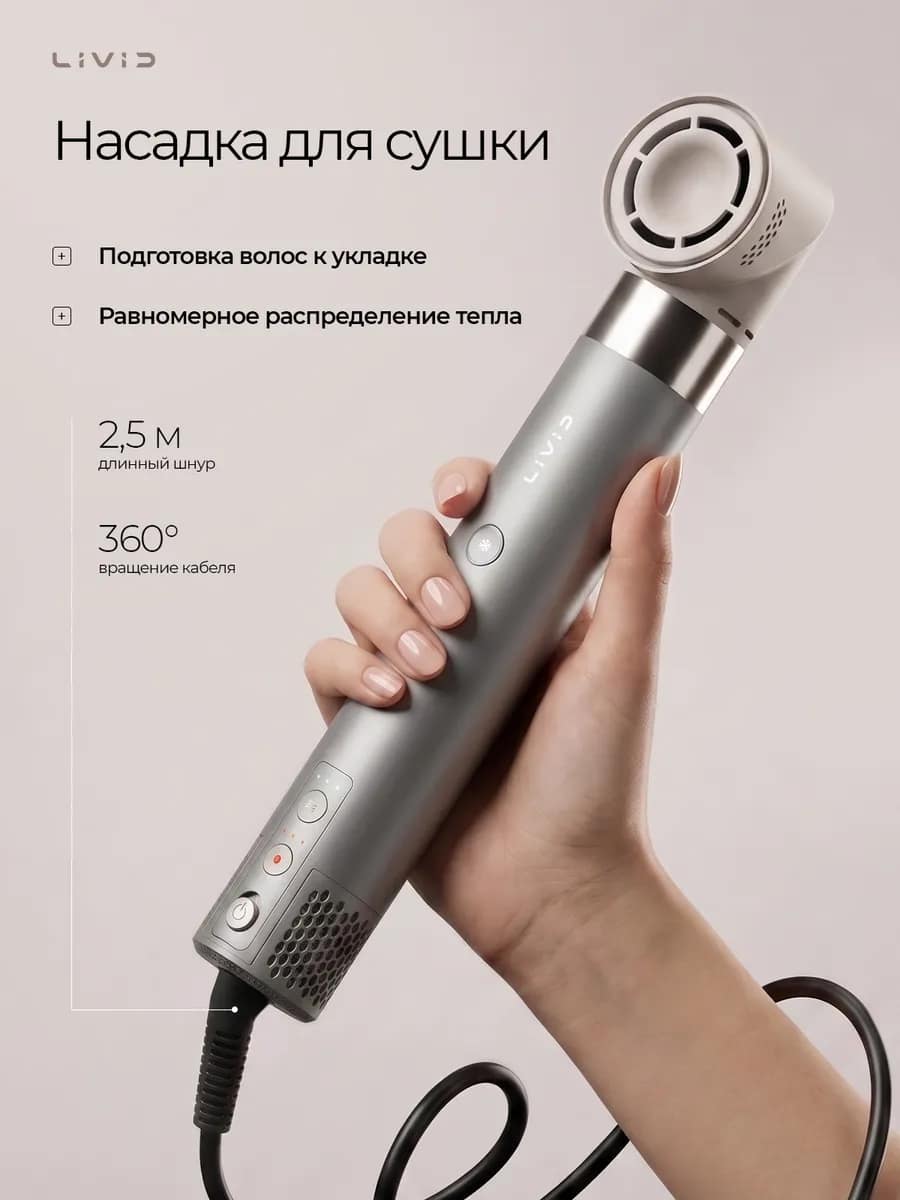 LIVID
Насадка для сушки
Подготовка волос к укладке
Равномерное распределение тепла
2,5 м
длинный шнур
360°
вращение кабеля
LIVID